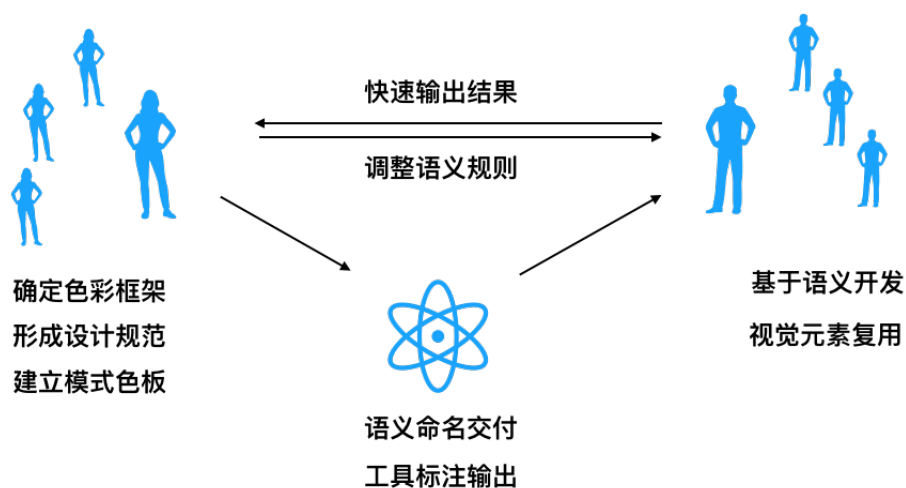 快速输出结果
调整语义规则
确定色彩框架
形成设计规范
建立模式色板
基于语义开发
视觉元素复用
语义命名交付
工具标注输出